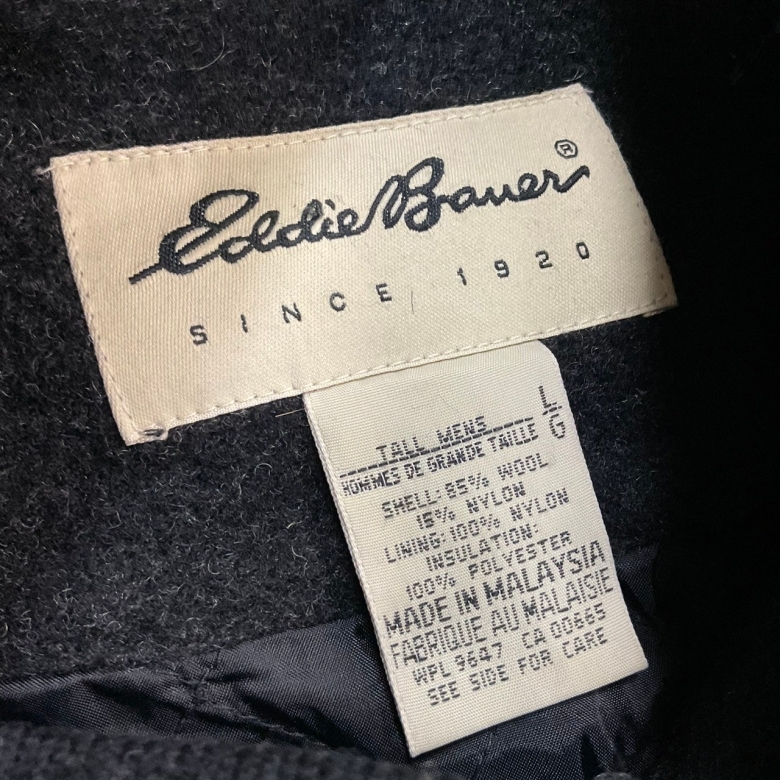 Eddie Bauer®
SINCE 1920
TALL MENS L
HOMMES DE GRANDE TAILLE G
SHELL: 85% WOOL
15% NYLON
LINING: 100% NYLON
INSULATION:
100% POLYESTER
MADE IN MALAYSIA
FABRIQUE AU MALAISIE
WPL 9647 CA 00865
SEE SIDE FOR CARE